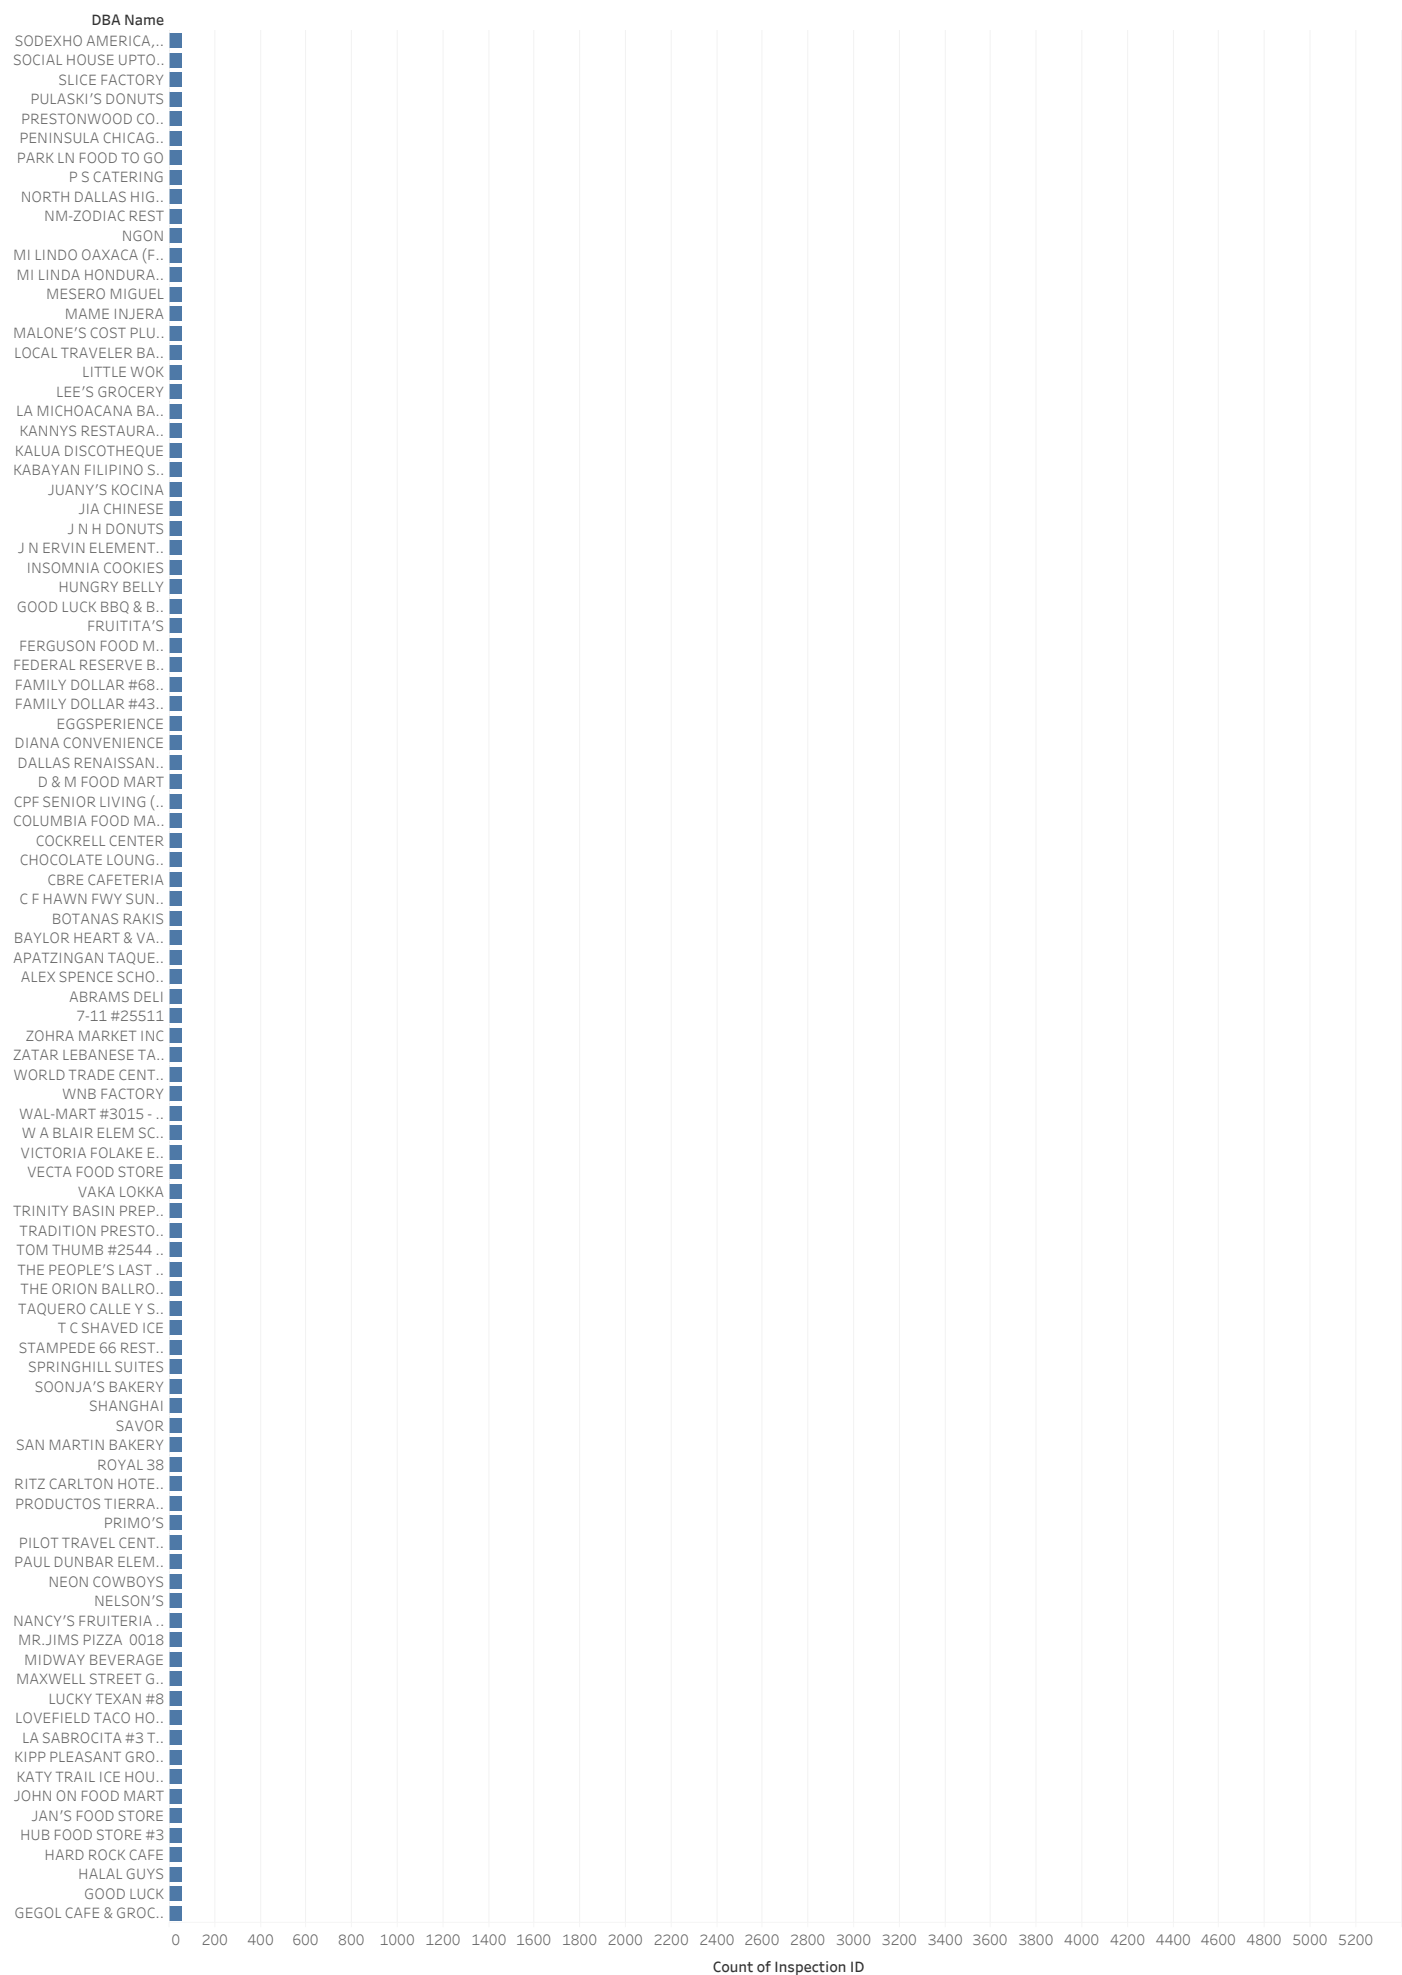 DBA Name
SODEXHO AMERICA,..
SOCIAL HOUSE UPTO..
SLICE FACTORY
PULASKI'S DONUTS
PRESTONWOOD CO..
PENINSULA CHICAG..
PARK LN FOOD TO GO
P S CATERING
NORTH DALLAS HIG..
NM-ZODIAC REST
NGON
MI LINDO OAXACA (F..
MI LINDA HONDURA..
MESERO MIGUEL
MAME INJERA
MALONE'S COST PLU..
LOCAL TRAVELER BA..
LITTLE WOK
LEE'S GROCERY
LA MICHOACANA BA..
KANNYS RESTAURA..
KALUA DISCOTHEQUE
KABAYAN FILIPINO S..
JUANY'S KOCINA
JIA CHINESE
J N H DONUTS
J N ERVIN ELEMENT..
INSOMNIA COOKIES
HUNGRY BELLY
GOOD LUCK BBQ & B..
FRUITITA'S
FERGUSON FOOD M..
FEDERAL RESERVE B..
FAMILY DOLLAR #68..
FAMILY DOLLAR #43..
EGGSPERIENCE
DIANA CONVENIENCE
DALLAS RENAISSAN..
D & M FOOD MART
CPF SENIOR LIVING (..
COLUMBIA FOOD MA..
COCKRELL CENTER
CHOCOLATE LOUNG..
CBRE CAFETERIA
C F HAWN FWY SUN..
BOTANAS RAKIS
BAYLOR HEART & VA..
APATZINGAN TAQUE..
ALEX SPENCE SCHO..
ABRAMS DELI
7-11 #25511
ZOHRA MARKET INC
ZATAR LEBANESE TA..
WORLD TRADE CENT..
WNB FACTORY
WAL-MART #3015 - ..
W A BLAIR ELEM SC..
VICTORIA FOLAKE E..
VECTA FOOD STORE
VAKA LOKKA
TRINITY BASIN PREP..
TRADITION PRESTO..
TOM THUMB #2544 ..
THE PEOPLE'S LAST ..
THE ORION BALLRO..
TAQUERO CALLE Y S..
T C SHAVED ICE
STAMPEDE 66 REST..
SPRINGHILL SUITES
SOONJA'S BAKERY
SHANGHAI
SAVOR
SAN MARTIN BAKERY
ROYAL 38
RITZ CARLTON HOTE..
PRODUCTOS TIERRA..
PRIMO'S
PILOT TRAVEL CENT..
PAUL DUNBAR ELEM..
NEON COWBOYS
NELSON'S
NANCY'S FRUITERIA ..
MR.JIMS PIZZA  0018
MIDWAY BEVERAGE
MAXWELL STREET G..
LUCKY TEXAN #8
LOVEFIELD TACO HO..
LA SABROCITA #3 T..
KIPP PLEASANT GRO..
KATY TRAIL ICE HOU..
JOHN ON FOOD MART
JAN'S FOOD STORE
HUB FOOD STORE #3
HARD ROCK CAFE
HALAL GUYS
GOOD LUCK
GEGOL CAFE & GROC..
0 200 400 600 800 1000 1200 1400 1600 1800 2000 2200 2400 2600 2800 3000 3200 3400 3600 3800 4000 4200 4400 4600 4800 5000 5200
Count of Inspection ID